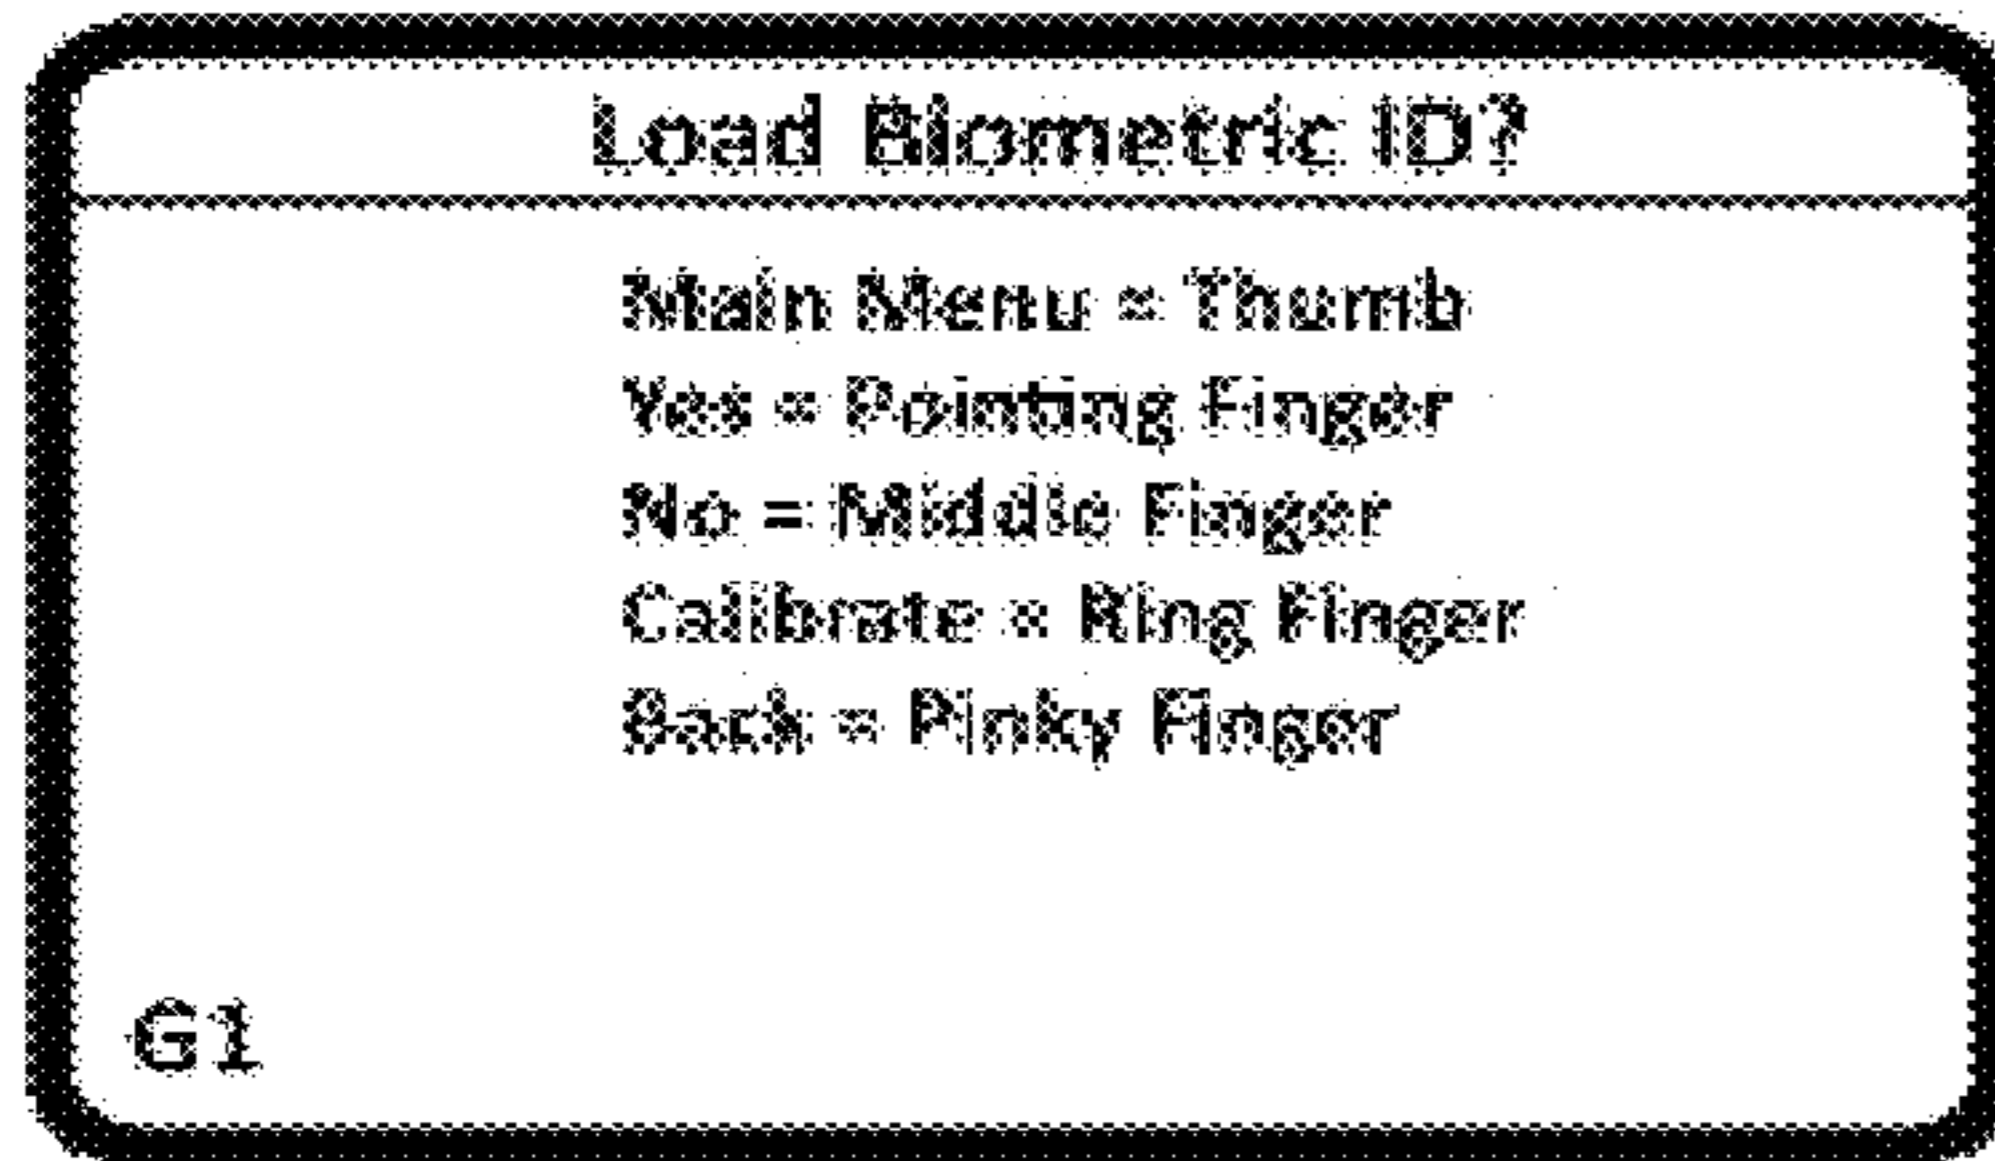 Load Biometric ID?
Main Menu = Thumb
Yes = Pointing Finger
No = Middle Finger
Calibrate = Ring Finger
Back = Pinky Finger
G1